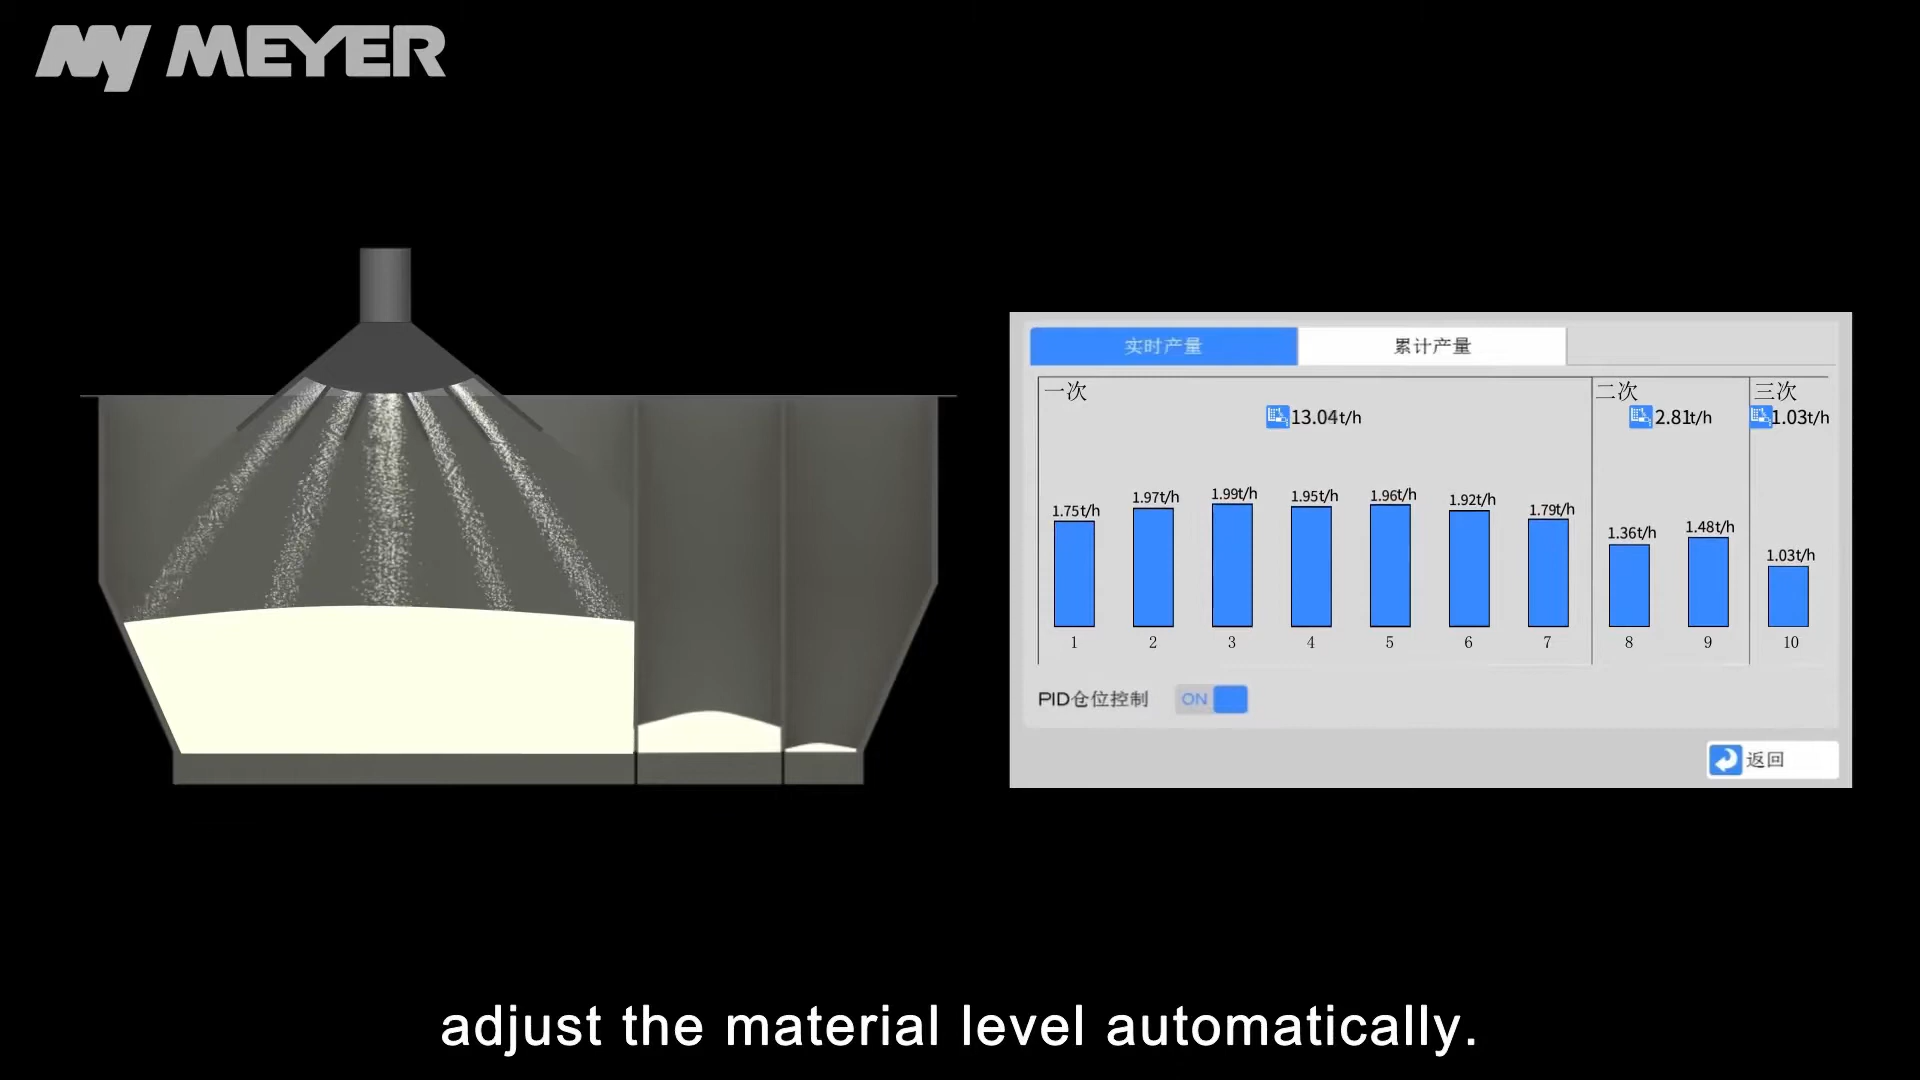 MEYER
实时产量 累计产量
一次 二次 三次
13.04t/h 2.81t/h 1.03t/h
1.75t/h 1.97t/h 1.99t/h 1.95t/h 1.96t/h 1.92t/h 1.79t/h 1.36t/h 1.48t/h 1.03t/h
1 2 3 4 5 6 7 8 9 10
PID仓位控制 ON
返回
adjust the material level automatically.